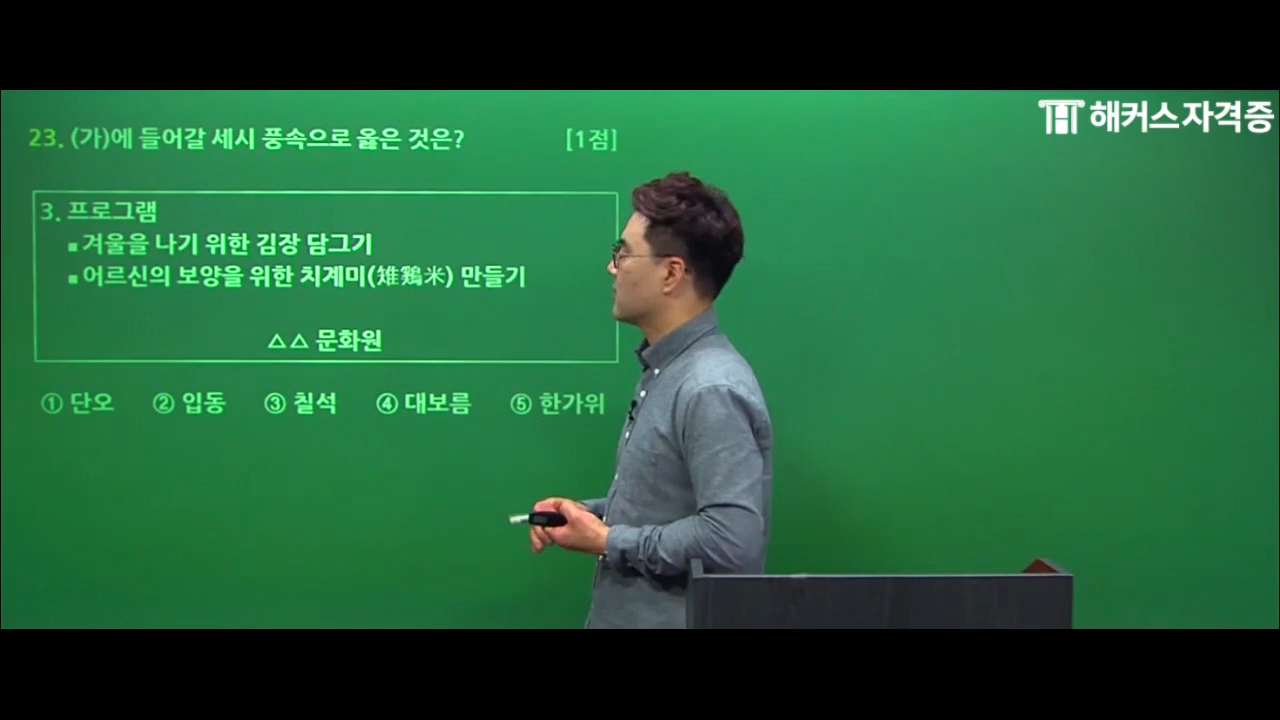 해커스자격증
23. (가)에 들어갈 세시 풍속으로 옳은 것은? [1점]
3. 프로그램
▪겨울을 나기 위한 김장 담그기
▪어르신의 보양을 위한 치계미(雉鷄米) 만들기
△△ 문화원
① 단오 ② 입동 ③ 칠석 ④ 대보름 ⑤ 한가위